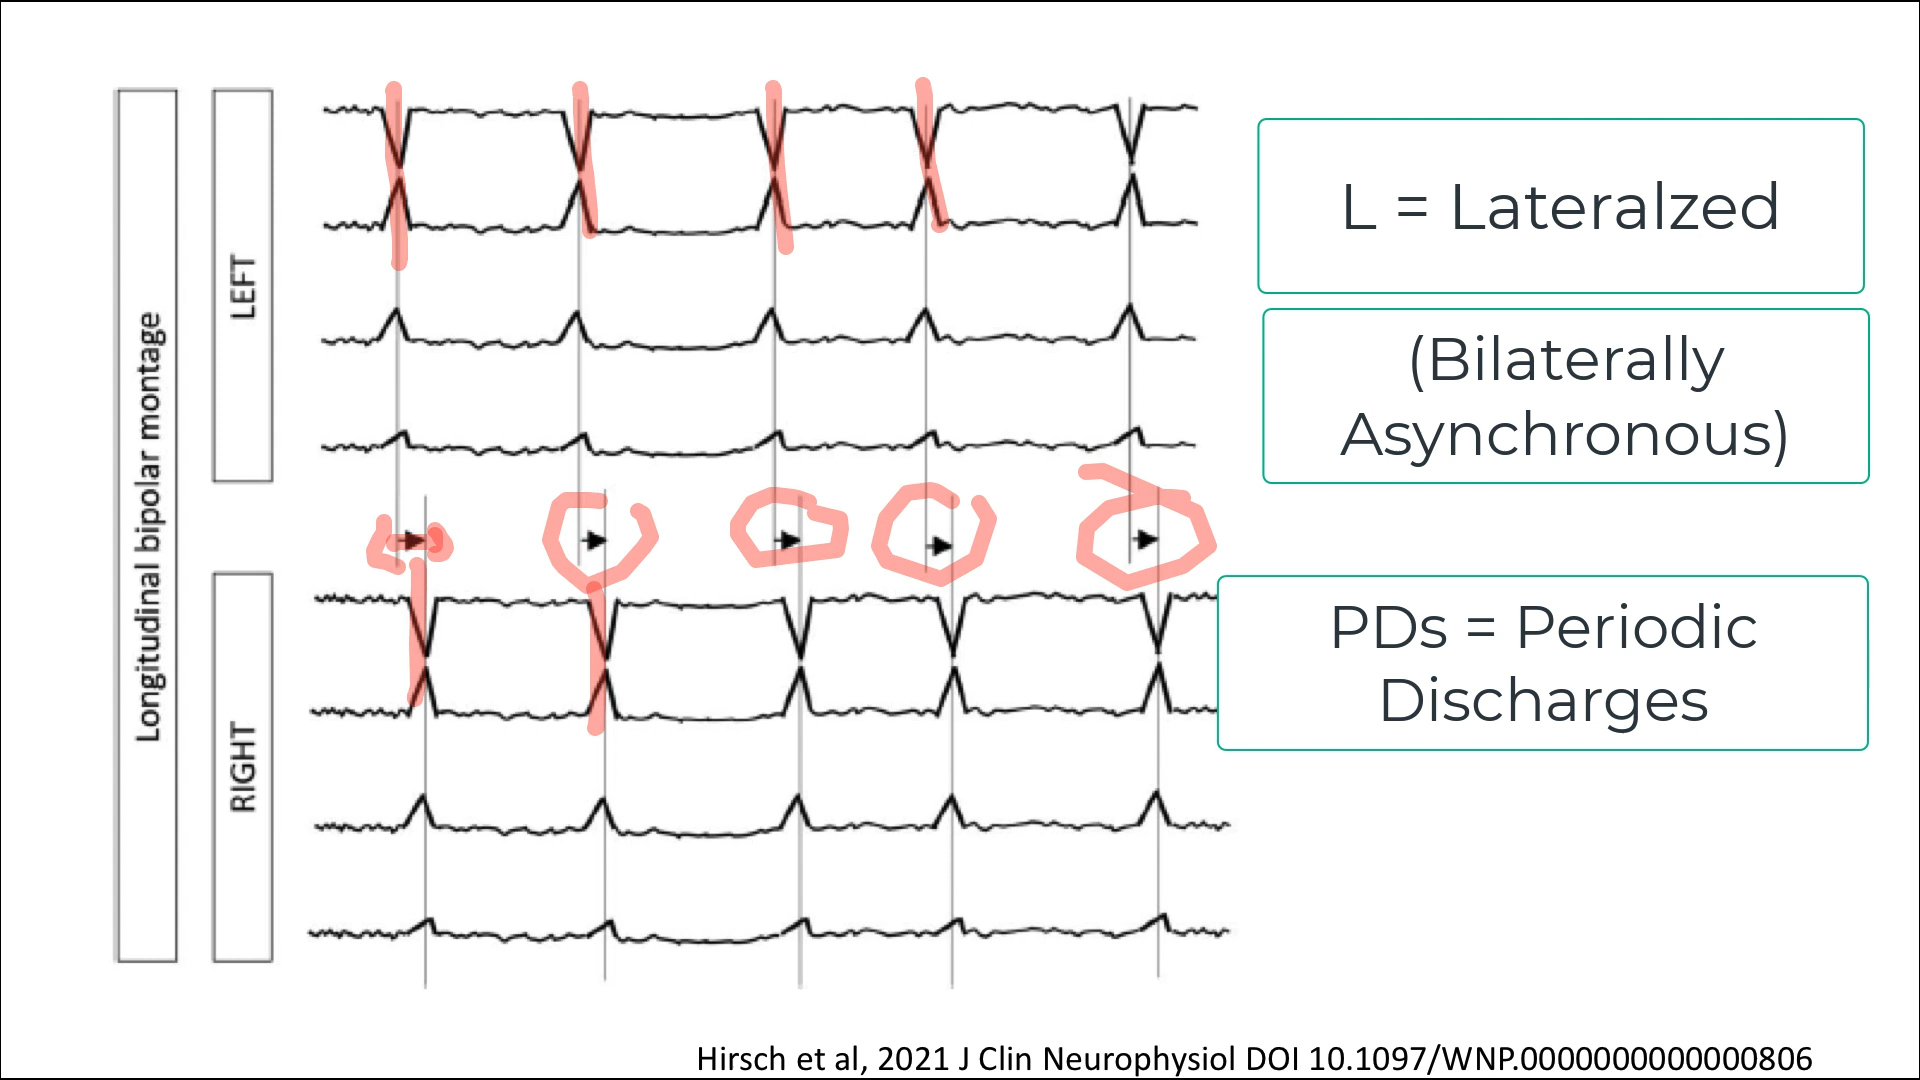 Longitudinal bipolar montage
LEFT
RIGHT
L = Lateralzed
(Bilaterally
Asynchronous)
PDs = Periodic
Discharges
Hirsch et al, 2021 J Clin Neurophysiol DOI 10.1097/WNP.0000000000000806